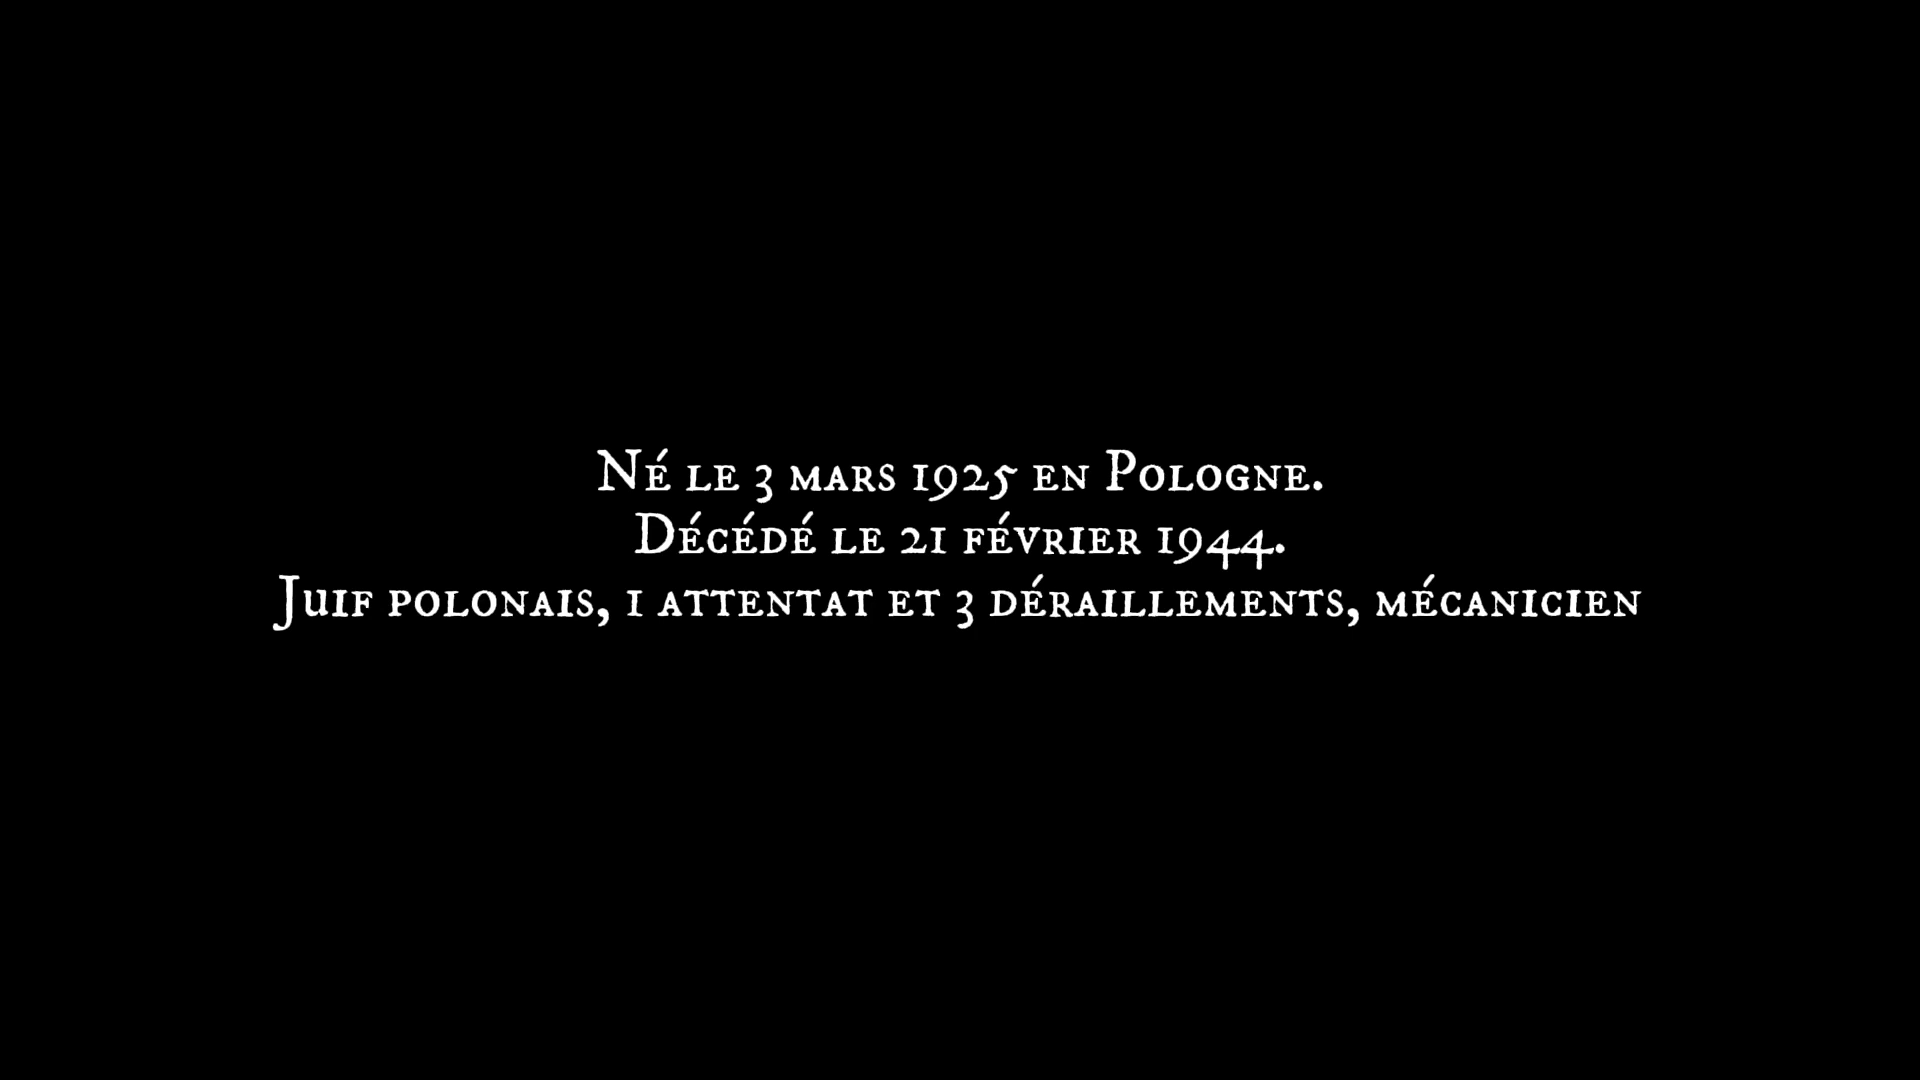 Né le 3 mars 1925 en Pologne.
Décédé le 21 février 1944.
Juif polonais, 1 attentat et 3 déraillements, mécanicien